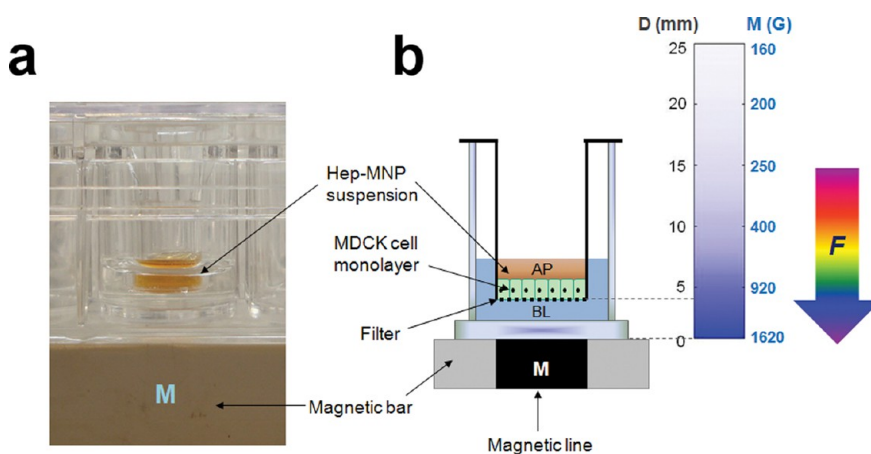 a
b
D (mm)
M (G)
25
160
20
200
15
250
10
400
5
920
0
1620
F
Hep-MNP
suspension
MDCK cell
monolayer
Filter
Magnetic bar
Magnetic line
AP
BL
M
M